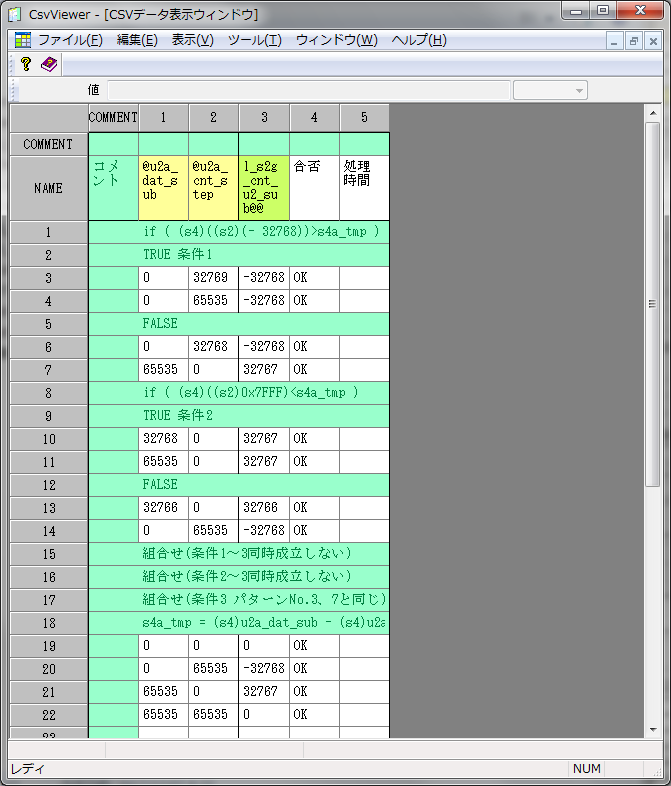 CsvViewer - [CSVデータ表示ウィンドウ]
ファイル(F) 編集(E) 表示(V) ツール(T) ウィンドウ(W) ヘルプ(H)
値
COMMENT 1 2 3 4 5
COMMENT
NAME コメント @u2a_dat_sub @u2a_cnt_step l_s2g_cnt_u2_sub@@ 合否 処理時間
1 if ( (s4)((s2)(- 32768))>s4a_tmp )
2 TRUE 条件1
3 0 32769 -32768 OK
4 0 65535 -32768 OK
5 FALSE
6 0 32768 -32768 OK
7 65535 0 32767 OK
8 if ( (s4)((s2)0x7FFF)<s4a_tmp )
9 TRUE 条件2
10 32768 0 32767 OK
11 65535 0 32767 OK
12 FALSE
13 32766 0 32766 OK
14 0 65535 -32768 OK
15 組合せ(条件1～3同時成立しない)
16 組合せ(条件2～3同時成立しない)
17 組合せ(条件3 パターンNo.3、7と同じ)
18 s4a_tmp = (s4)u2a_dat_sub - (s4)u2a
19 0 0 0 OK
20 0 65535 -32768 OK
21 65535 0 32767 OK
22 65535 65535 0 OK
23
レディ NUM